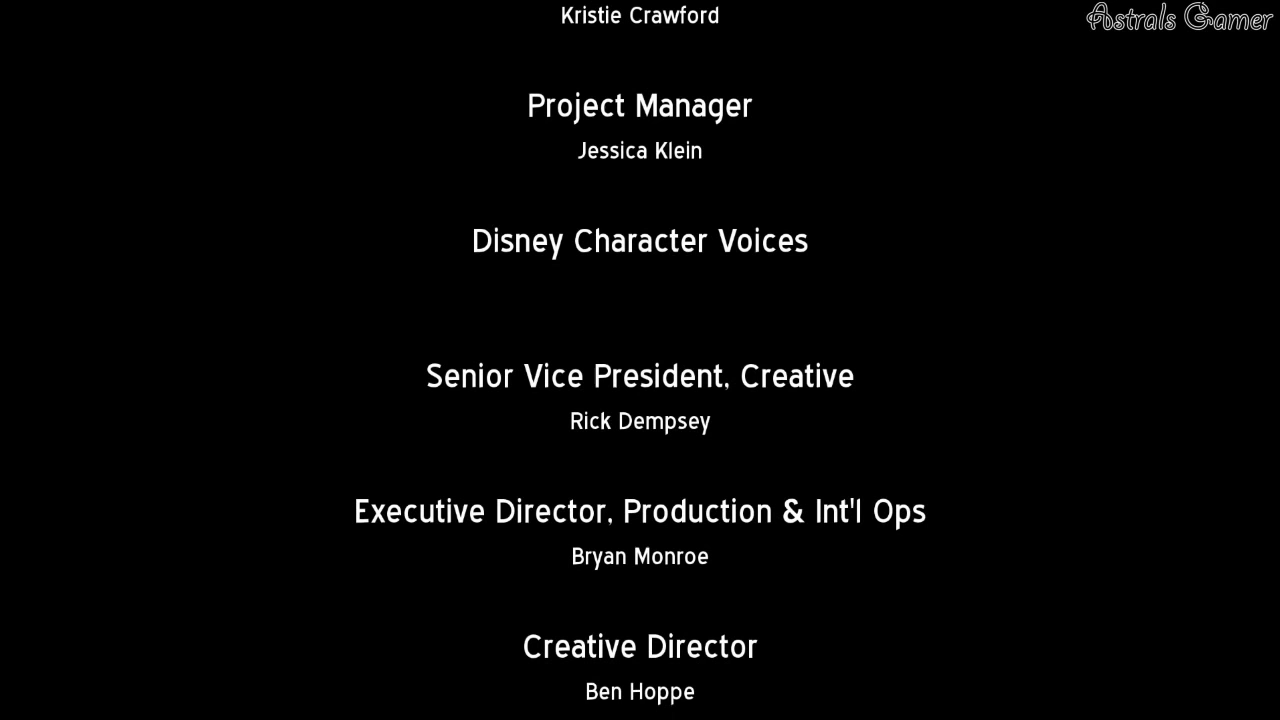 Kristie Crawford
Astrals Gamer
Project Manager
Jessica Klein
Disney Character Voices
Senior Vice President, Creative
Rick Dempsey
Executive Director, Production & Int'l Ops
Bryan Monroe
Creative Director
Ben Hoppe